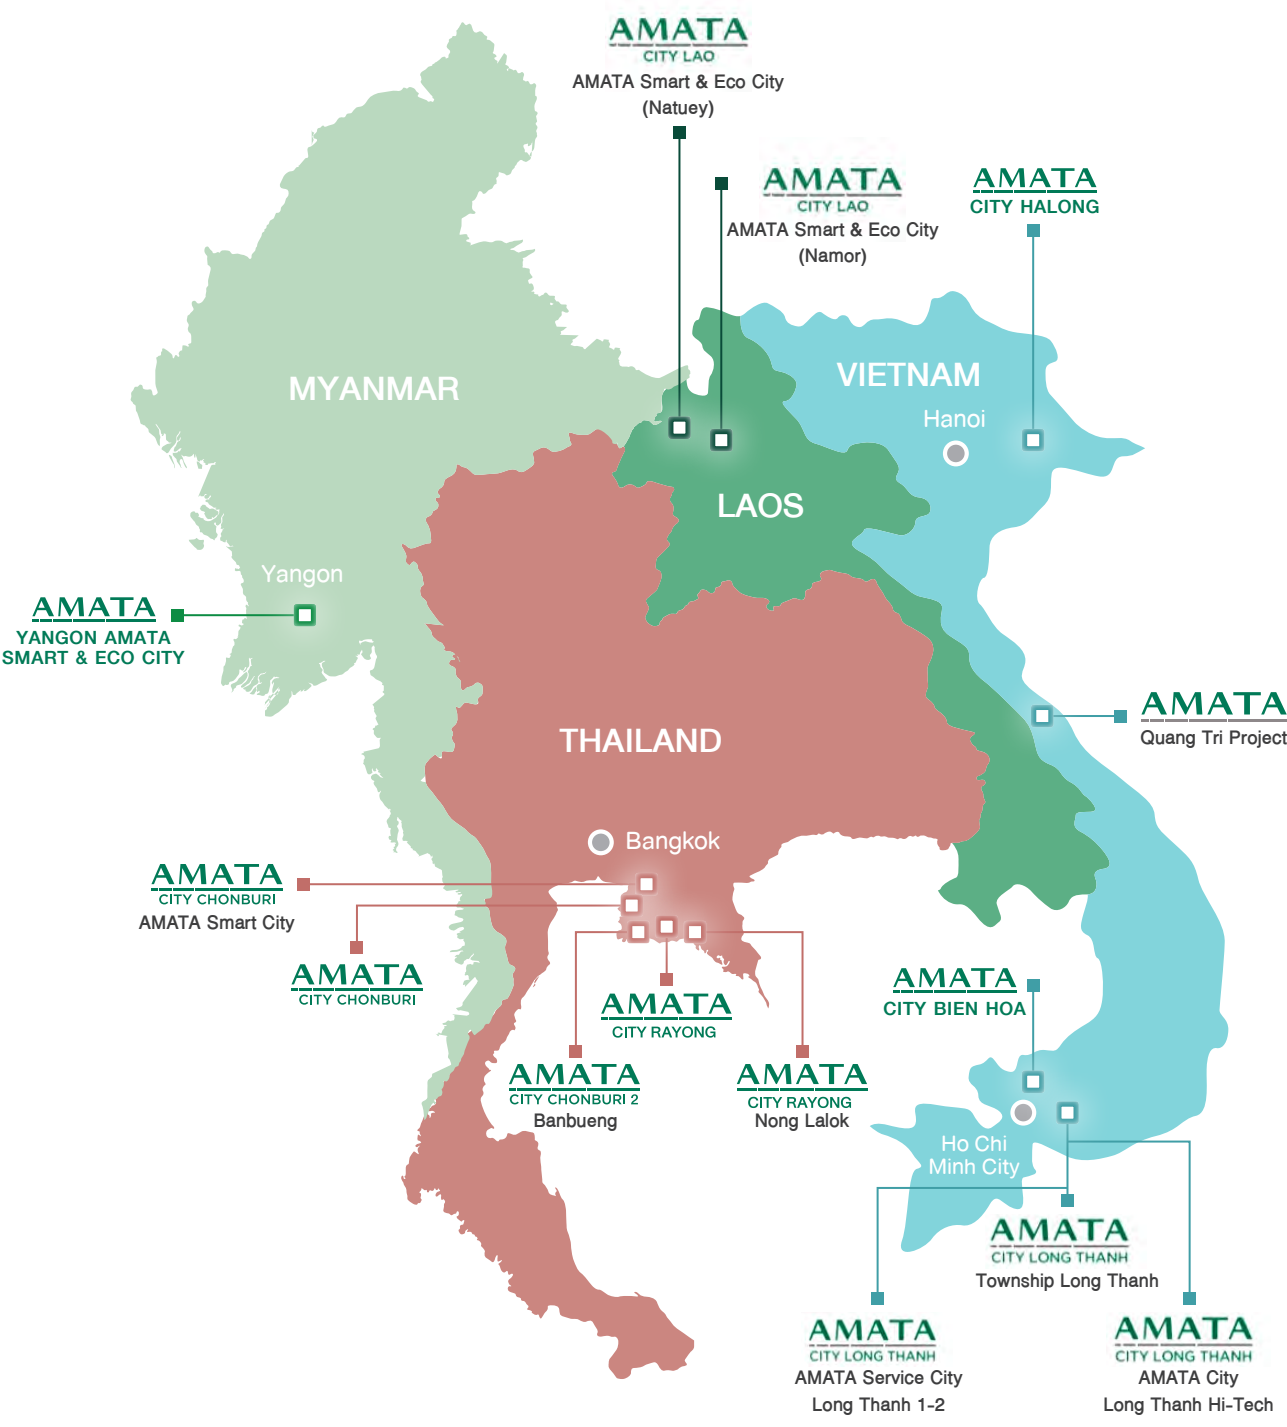 AMATA
CITY LAO
AMATA Smart & Eco City
(Natuey)
AMATA
CITY LAO
AMATA Smart & Eco City
(Namor)
AMATA
CITY HALONG
MYANMAR
VIETNAM
Hanoi
LAOS
Yangon
AMATA
YANGON AMATA
SMART & ECO CITY
THAILAND
AMATA
Quang Tri Project
Bangkok
AMATA
CITY CHONBURI
AMATA Smart City
AMATA
CITY CHONBURI
AMATA
CITY RAYONG
AMATA
CITY CHONBURI 2
Banbueng
AMATA
CITY RAYONG
Nong Lalok
AMATA
CITY BIEN HOA
Ho Chi
Minh City
AMATA
CITY LONG THANH
Township Long Thanh
AMATA
CITY LONG THANH
AMATA Service City
Long Thanh 1-2
AMATA
CITY LONG THANH
AMATA City
Long Thanh Hi-Tech